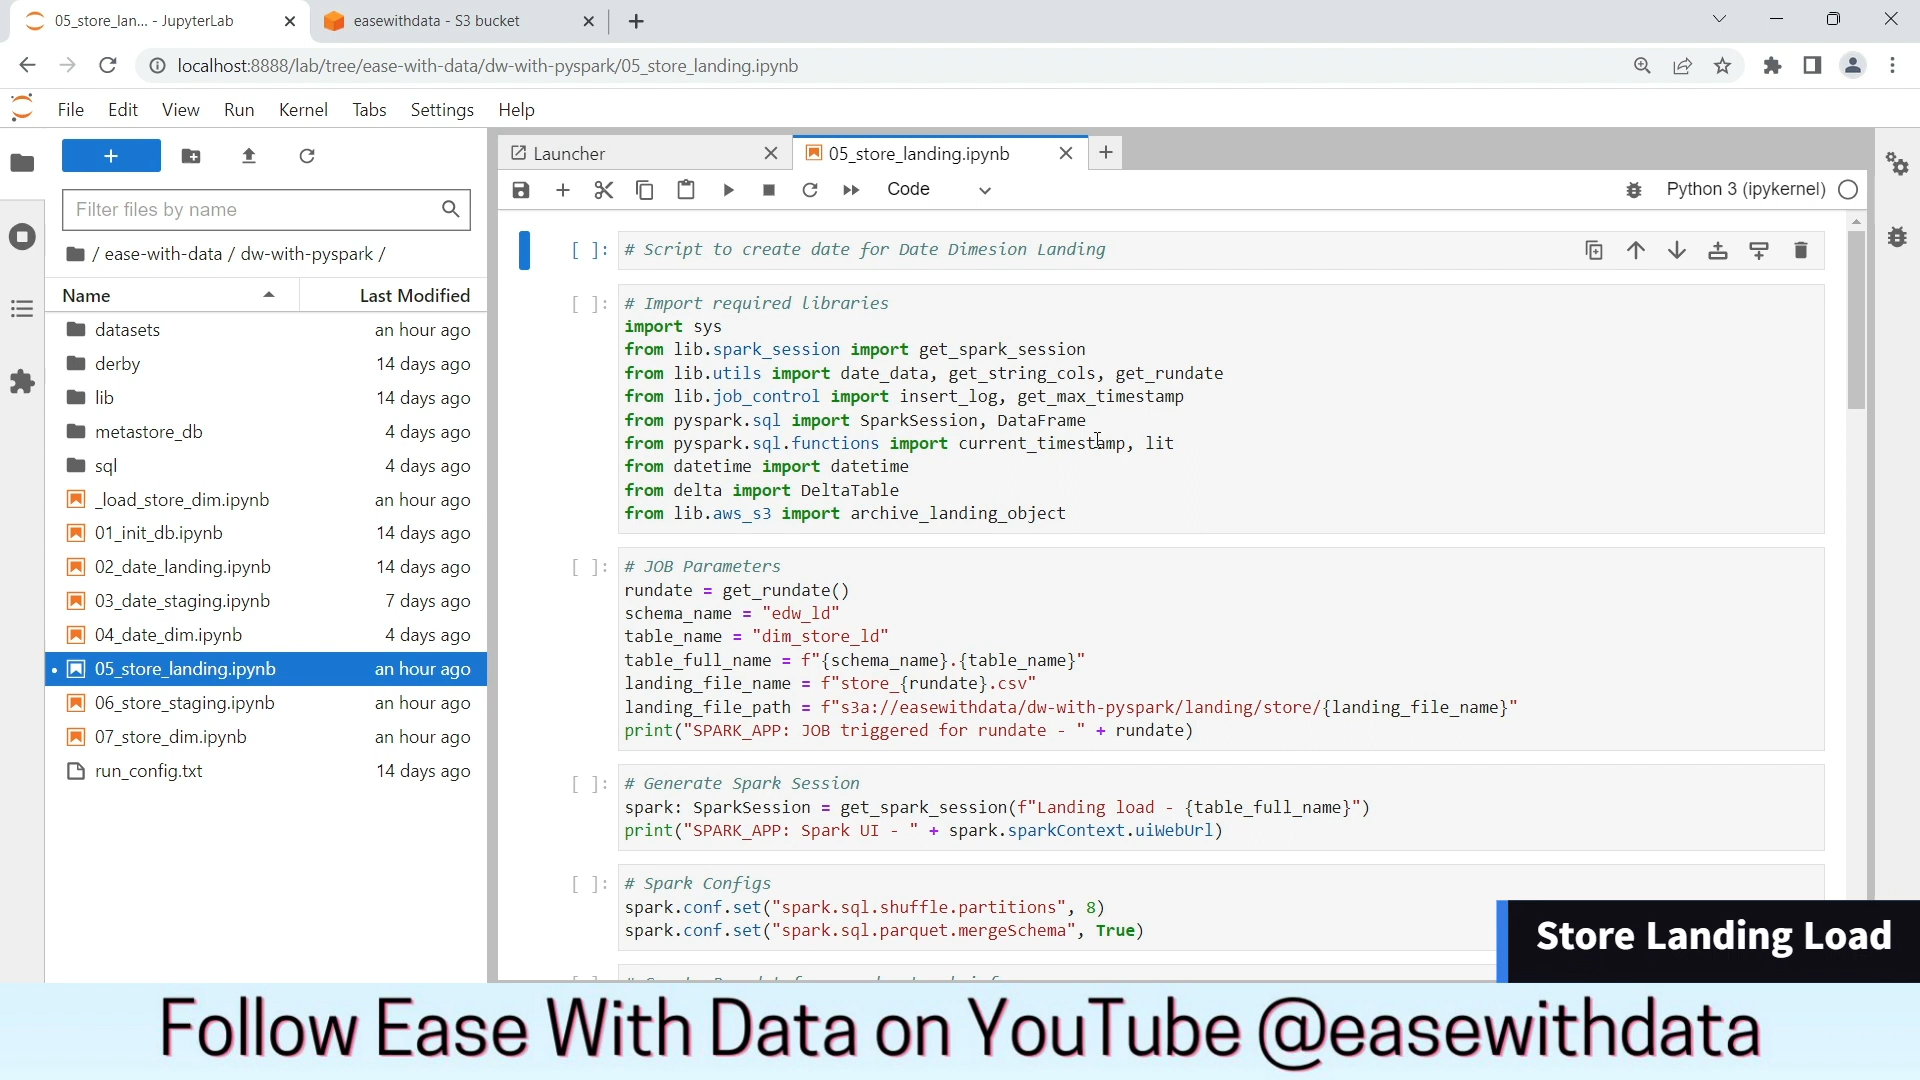 05_store_lan... - JupyterLab
easewithdata - S3 bucket
localhost:8888/lab/tree/ease-with-data/dw-with-pyspark/05_store_landing.ipynb
File Edit View Run Kernel Tabs Settings Help
Launcher
05_store_landing.ipynb
Code
Python 3 (ipykernel)
Filter files by name
/ ease-with-data / dw-with-pyspark /
Name Last Modified
datasets an hour ago
derby 14 days ago
lib 14 days ago
metastore_db 4 days ago
sql 4 days ago
_load_store_dim.ipynb an hour ago
01_init_db.ipynb 14 days ago
02_date_landing.ipynb 14 days ago
03_date_staging.ipynb 7 days ago
04_date_dim.ipynb 4 days ago
05_store_landing.ipynb an hour ago
06_store_staging.ipynb an hour ago
07_store_dim.ipynb an hour ago
run_config.txt 14 days ago
[ ]: # Script to create date for Date Dimesion Landing
[ ]: # Import required libraries
import sys
from lib.spark_session import get_spark_session
from lib.utils import date_data, get_string_cols, get_rundate
from lib.job_control import insert_log, get_max_timestamp
from pyspark.sql import SparkSession, DataFrame
from pyspark.sql.functions import current_timestamp, lit
from datetime import datetime
from delta import DeltaTable
from lib.aws_s3 import archive_landing_object
[ ]: # JOB Parameters
rundate = get_rundate()
schema_name = "edw_ld"
table_name = "dim_store_ld"
table_full_name = f"{schema_name}.{table_name}"
landing_file_name = f"store_{rundate}.csv"
landing_file_path = f"s3a://easewithdata/dw-with-pyspark/landing/store/{landing_file_name}"
print("SPARK_APP: JOB triggered for rundate - " + rundate)
[ ]: # Generate Spark Session
spark: SparkSession = get_spark_session(f"Landing load - {table_full_name}")
print("SPARK_APP: Spark UI - " + spark.sparkContext.uiWebUrl)
[ ]: # Spark Configs
spark.conf.set("spark.sql.shuffle.partitions", 8)
spark.conf.set("spark.sql.parquet.mergeSchema", True)
Store Landing Load
Follow Ease With Data on YouTube @easewithdata